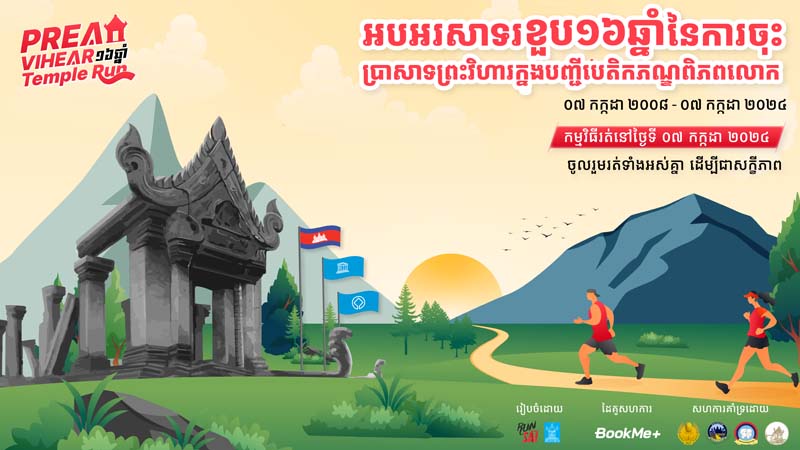 PREAH
VIHEAR ១៦ឆ្នាំ
Temple Run
អបអរសាទរខួប១៦ឆ្នាំនៃការចុះ
ប្រាសាទព្រះវិហារក្នុងបញ្ជីបេតិកភណ្ឌពិភពលោក
០៧ កក្កដា ២០០៨ - ០៧ កក្កដា ២០២៤
កម្មវិធីរត់នៅថ្ងៃទី ០៧ កក្កដា ២០២៤
ចូលរួមរត់ទាំងអស់គ្នា ដើម្បីជាសក្ខីភាព
រៀបចំដោយ
ដៃគូសហការ
សហការគាំទ្រដោយ
RUN
SAI
BookMe+